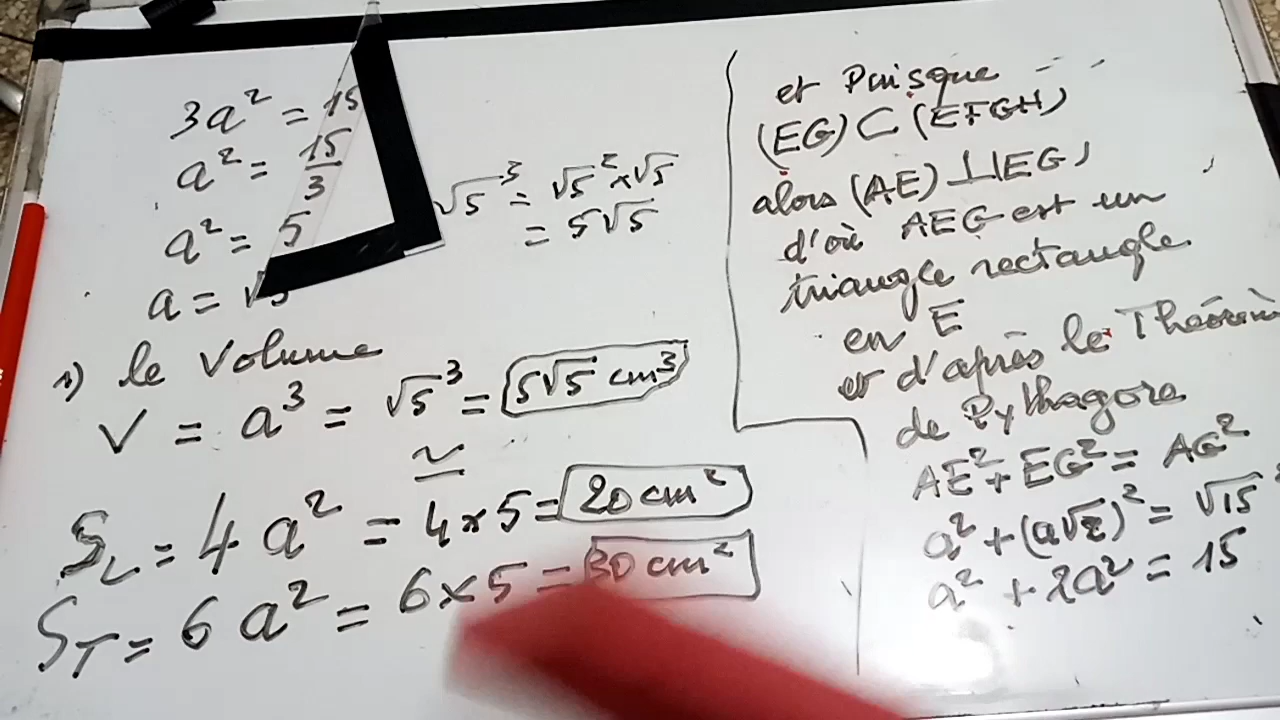 3a² = 15
a² = 15/3
a² = 5
a = √5
√5³ = √5² × √5
= 5√5
1) le Volume
V = a³ = √5³ = 5√5 cm³
≃
S_L = 4a² = 4×5 = 20 cm²
S_T = 6a² = 6×5 = 30 cm²
et Puisque
(EG) ⊂ (EFGH)
alors (AE) ⊥ (EG)
d'où AEG est un
triangle rectangle
en E
et d'après le Théorè
de Pythagore
AE² + EG² = AG²
a² + (a√2)² = √15²
a² + 2a² = 15